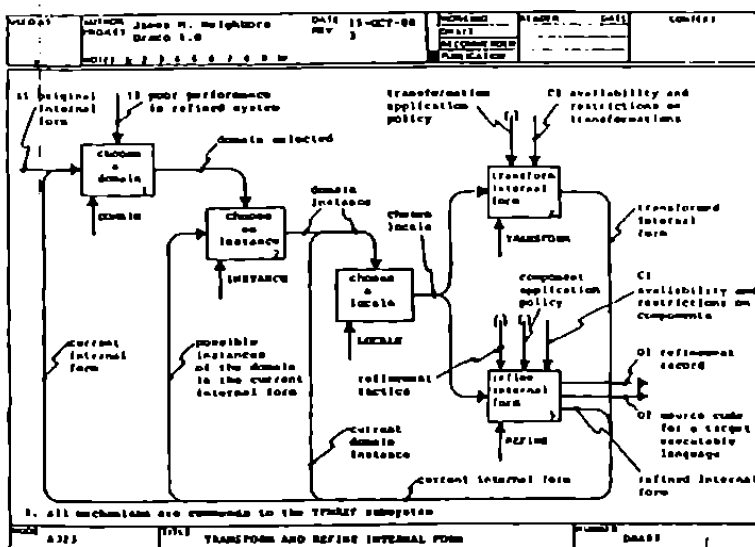 USED AT
AUTHOR James M. Neighbors
PROJECT Draco 1.0
DATE 15-OCT-80
REV 3
NOTES 1 2 3 4 5 6 7 8 9 10
WORKING
DRAFT
RECOMMENDED
PUBLICATION
READER DATE
CONTEXT
I1 original
internal
form
I3 poor performance
in refined system
choose
a
domain
1
domain selected
DOMAIN
choose
an
instance
2
INSTANCE
domain
instance
choose
a
locale
LOCALE
chosen
locale
transformation
application
policy
C2 availability and
restrictions on
transformations
transform
internal
form
TRANSFORM
transformed
internal
form
component
application
policy
C1
availability and
restrictions on
components
refinement
tactics
refine
internal
form
REFINE
O1 refinement
record
O2 source code
for a target
executable
language
refined internal
form
current
internal
form
possible
instances
of the domain
in the current
internal form
current
domain
instance
current internal form
1. all mechanisms are commands to the subsystem
NODE A323
TITLE TRANSFORM AND REFINE INTERNAL FORM
NUMBER